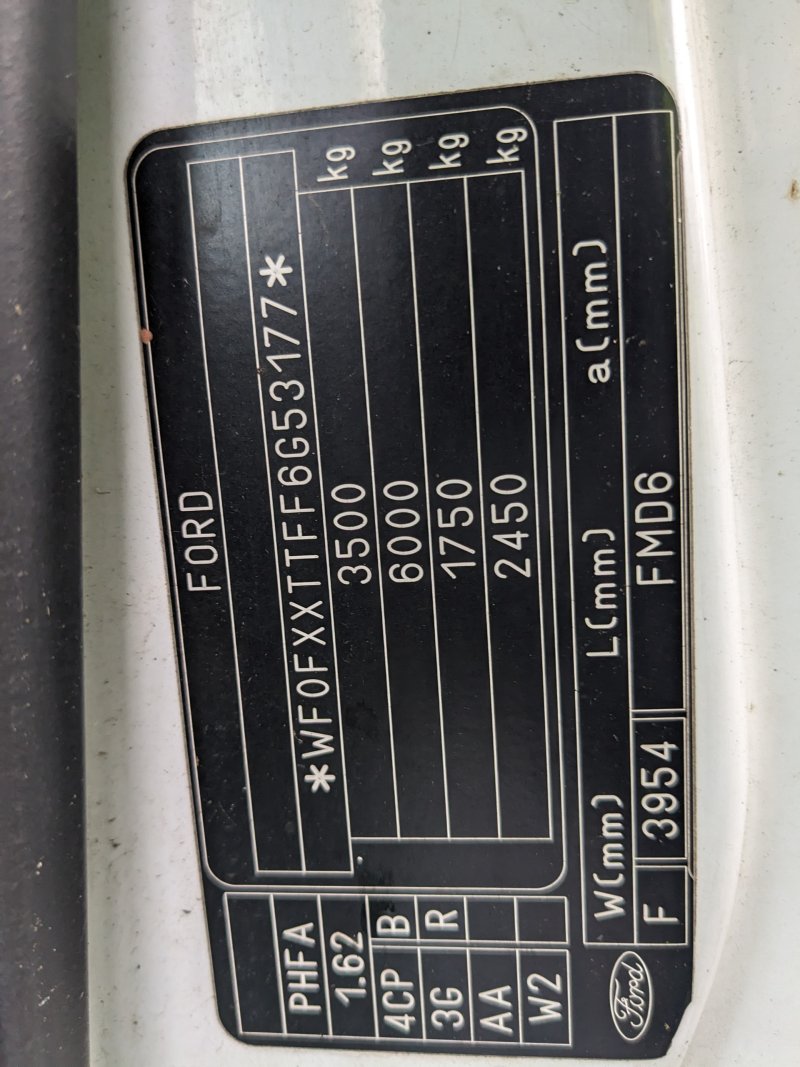 FORD
*WF0FXXTTFF6G53177*
3500 kg
6000 kg
1750 kg
2450 kg
PHFA
1.62
4CP B
3G R
AA
W2
Ford
W(mm) L(mm) a(mm)
F 3954 FMD6